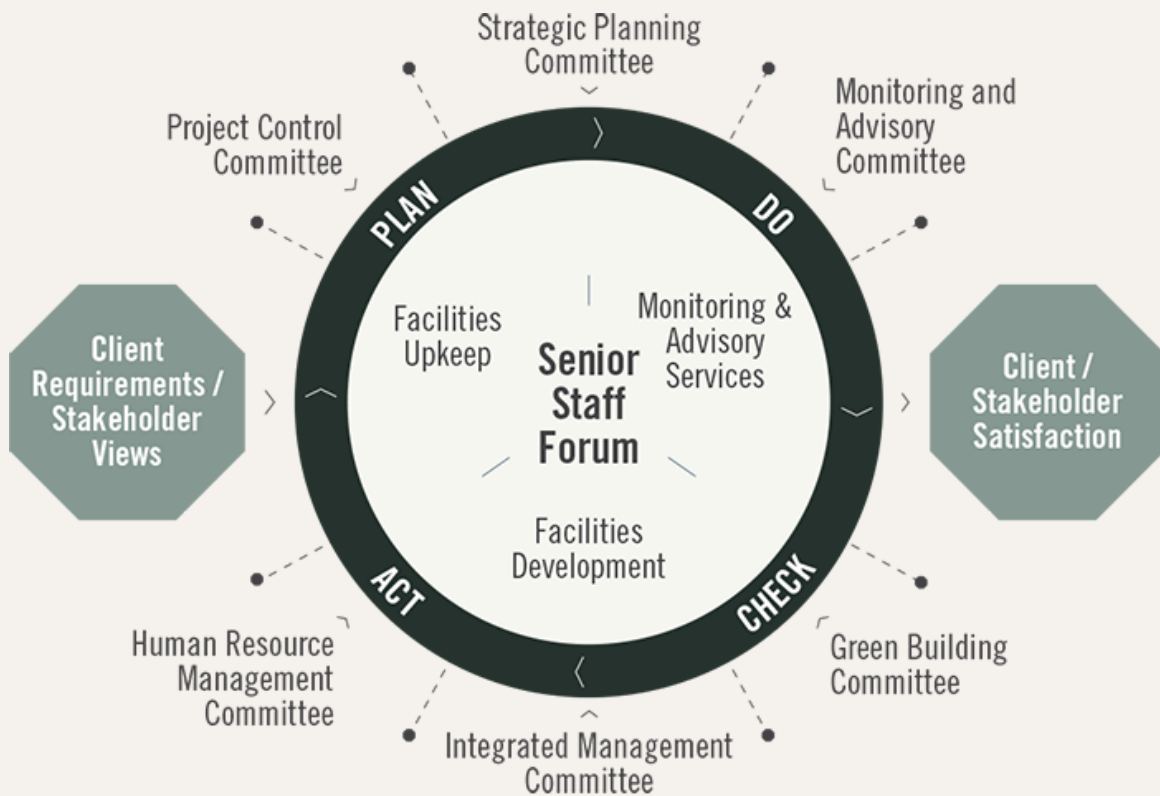 Strategic Planning
Committee
Project Control
Committee
Monitoring and
Advisory
Committee
PLAN
DO
Facilities
Upkeep
Monitoring &
Advisory
Services
Client
Requirements /
Stakeholder
Views
Senior
Staff
Forum
Client /
Stakeholder
Satisfaction
Facilities
Development
ACT
CHECK
Human Resource
Management
Committee
Green Building
Committee
Integrated Management
Committee